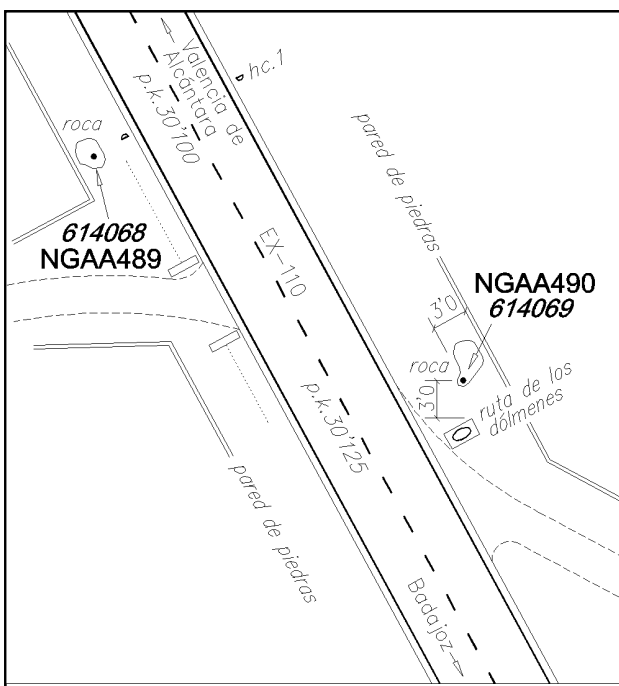 Valencia de
Alcántara
p.k.30'100
hc.1
roca
614068
NGAA489
pared de piedras
EX-110
NGAA490
614069
3'0
roca
3'0
ruta de los
dólmenes
p.k.30'125
pared de piedras
Badajoz